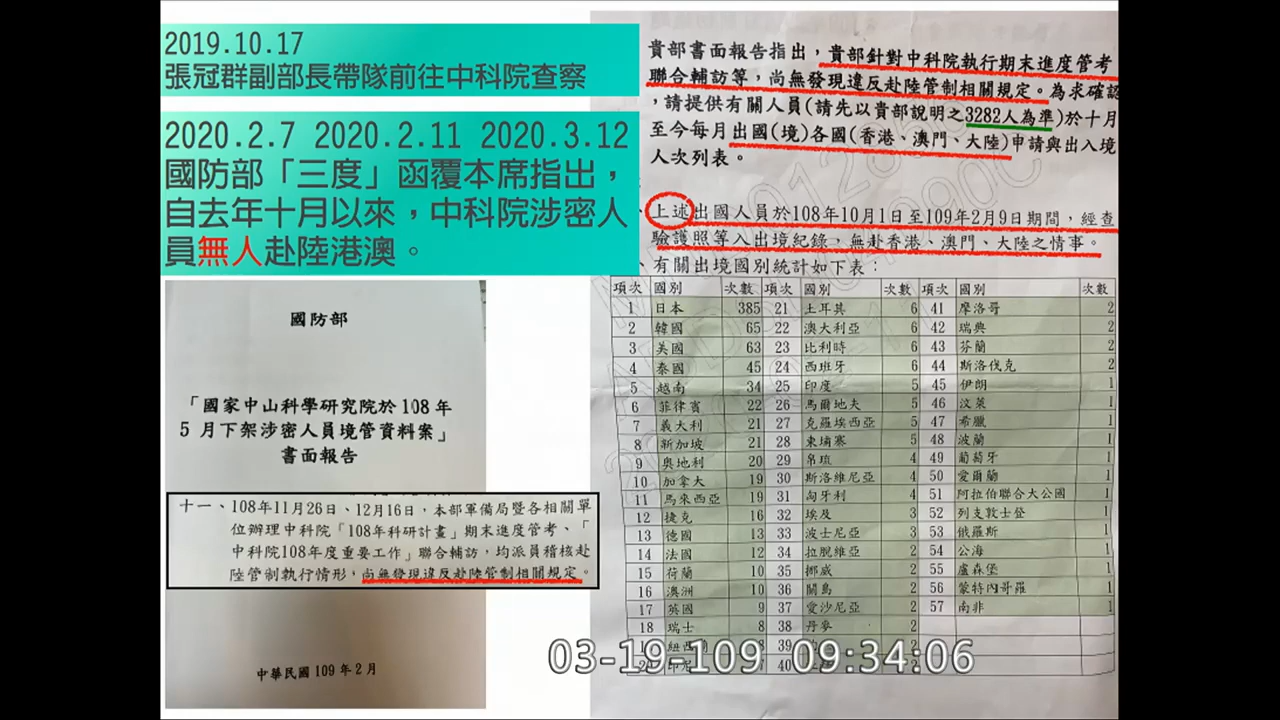 2019.10.17
張冠群副部長帶隊前往中科院查察
2020.2.7 2020.2.11 2020.3.12
國防部「三度」函覆本席指出，
自去年十月以來，中科院涉密人
員無人赴陸港澳。
國防部
「國家中山科學研究院於108年
5月下架涉密人員境管資料案」
書面報告
十一、108年11月26日、12月16日，本部軍備局暨各相關單
位辦理中科院「108年科研計畫」期末進度管考、「
中科院108年度重要工作」聯合輔訪，均派員稽核赴
陸管制執行情形，尚無發現違反赴陸管制相關規定。
中華民國109年2月
貴部書面報告指出，貴部針對中科院執行期末進度管考
聯合輔訪等，尚無發現違反赴陸管制相關規定。為求確認
，請提供有關人員(請先以貴部說明之3282人為準)於十月
至今每月出國(境)各國(香港、澳門、大陸)申請與出入境
人次列表。
上述出國人員於108年10月1日至109年2月9日期間，經查
驗護照等入出境紀錄，無赴香港、澳門、大陸之情事。
有關出境國別統計如下表：
項次 國別 次數 項次 國別 次數 項次 國別 次數
1 日本 385 21 土耳其 6 41 摩洛哥 2
2 韓國 65 22 澳大利亞 6 42 瑞典 2
3 美國 63 23 比利時 6 43 芬蘭 2
4 泰國 45 24 西班牙 6 44 斯洛伐克 2
5 越南 34 25 印度 5 45 伊朗 1
6 菲律賓 22 26 馬爾地夫 5 46 汶萊 1
7 義大利 21 27 克羅埃西亞 5 47 希臘 1
8 新加坡 21 28 柬埔寨 5 48 波蘭 1
9 奧地利 20 29 帛琉 4 49 葡萄牙 1
10 加拿大 19 30 斯洛維尼亞 4 50 愛爾蘭 1
11 馬來西亞 19 31 匈牙利 4 51 阿拉伯聯合大公國 1
12 捷克 16 32 埃及 3 52 列支敦士登 1
13 德國 13 33 波士尼亞 3 53 俄羅斯 1
14 法國 12 34 拉脫維亞 2 54 公海 1
15 荷蘭 10 35 挪威 2 55 盧森堡 1
16 澳洲 10 36 關島 2 56 蒙特內哥羅 1
17 英國 9 37 愛沙尼亞 2 57 南非 1
18 瑞士 8 38 丹麥 2
19 紐西蘭 8 39
40
03-19-109 09:34:06